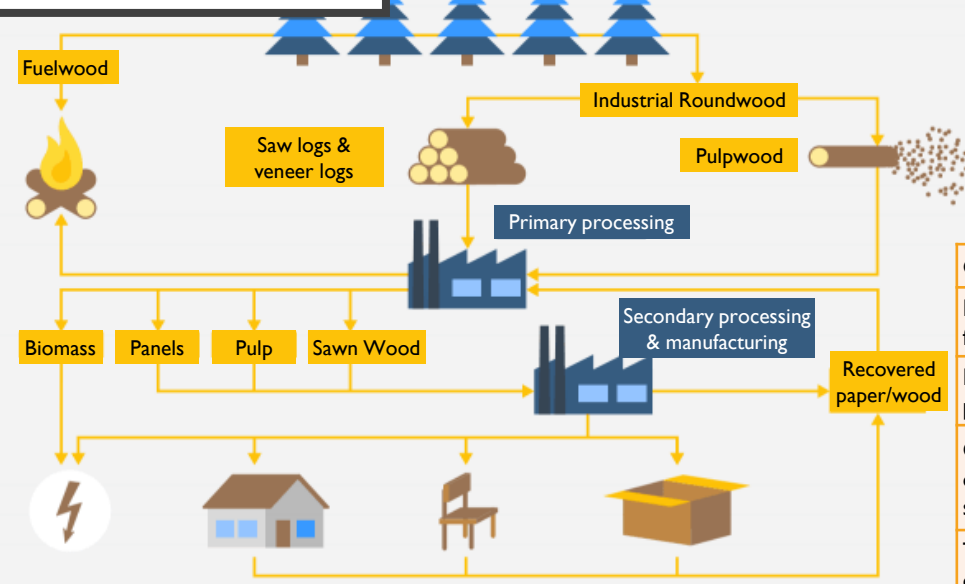 Fuelwood
Industrial Roundwood
Saw logs &
veneer logs
Pulpwood
Primary processing
Secondary processing
& manufacturing
Biomass
Panels
Pulp
Sawn Wood
Recovered
paper/wood